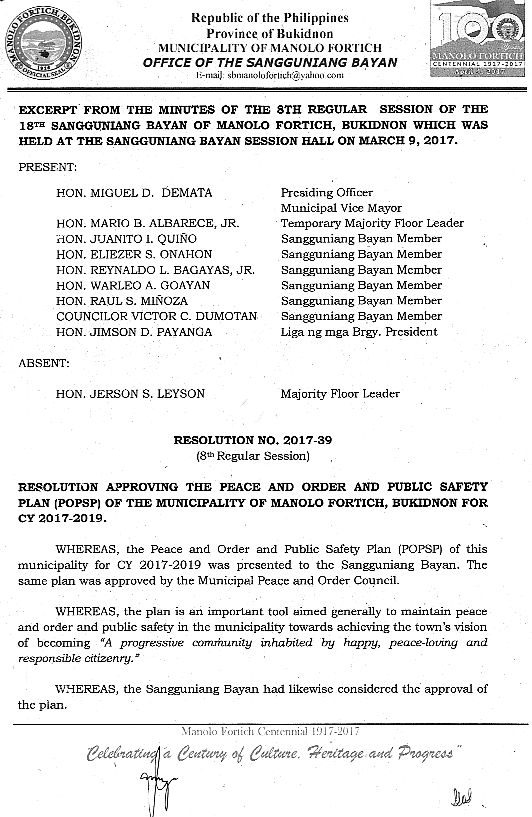 Republic of the Philippines
Province of Bukidnon
MUNICIPALITY OF MANOLO FORTICH
OFFICE OF THE SANGGUNIANG BAYAN
E-mail: sbmanolofortich@yahoo.com
MANOLO FORTICH, BUKIDNON
OFFICIAL SEAL
100
MANOLO FORTICH
CENTENNIAL 1917-2017
EXCERPT FROM THE MINUTES OF THE 8TH REGULAR SESSION OF THE
18TH SANGGUNIANG BAYAN OF MANOLO FORTICH, BUKIDNON WHICH WAS
HELD AT THE SANGGUNIANG BAYAN SESSION HALL ON MARCH 9, 2017.
PRESENT:
HON. MIGUEL D. DEMATA Presiding Officer
Municipal Vice Mayor
HON. MARIO B. ALBARECE, JR. Temporary Majority Floor Leader
HON. JUANITO I. QUIÑO Sangguniang Bayan Member
HON. ELIEZER S. ONAHON Sangguniang Bayan Member
HON. REYNALDO L. BAGAYAS, JR. Sangguniang Bayan Member
HON. WARLEO A. GOAYAN Sangguniang Bayan Member
HON. RAUL S. MIÑOZA Sangguniang Bayan Member
COUNCILOR VICTOR C. DUMOTAN Sangguniang Bayan Member
HON. JIMSON D. PAYANGA Liga ng mga Brgy. President
ABSENT:
HON. JERSON S. LEYSON Majority Floor Leader
RESOLUTION NO. 2017-39
(8th Regular Session)
RESOLUTION APPROVING THE PEACE AND ORDER AND PUBLIC SAFETY
PLAN (POPSP) OF THE MUNICIPALITY OF MANOLO FORTICH, BUKIDNON FOR
CY 2017-2019.
WHEREAS, the Peace and Order and Public Safety Plan (POPSP) of this
municipality for CY 2017-2019 was presented to the Sangguniang Bayan. The
same plan was approved by the Municipal Peace and Order Council.
WHEREAS, the plan is an important tool aimed generally to maintain peace
and order and public safety in the municipality towards achieving the town's vision
of becoming "A progressive community inhabited by happy, peace-loving and
responsible citizenry."
WHEREAS, the Sangguniang Bayan had likewise considered the approval of
the plan.
Manolo Fortich Centennial 1917-2017
"Celebrating a Century of Culture, Heritage and Progress"